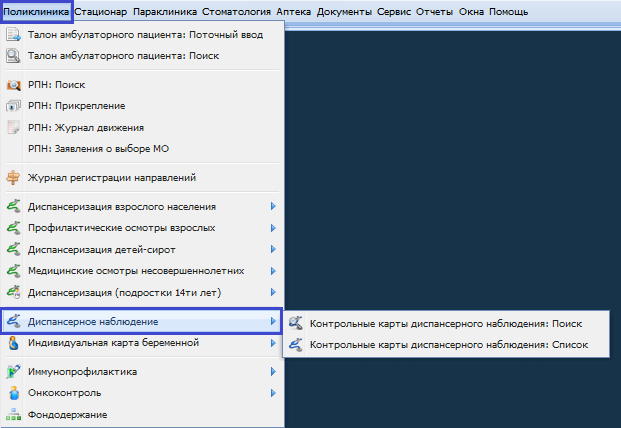 Поликлиника Стационар Параклиника Стоматология Аптека Документы Сервис Отчеты Окна Помощь
Талон амбулаторного пациента: Поточный ввод
Талон амбулаторного пациента: Поиск
РПН: Поиск
РПН: Прикрепление
РПН: Журнал движения
РПН: Заявления о выборе МО
Журнал регистрации направлений
Диспансеризация взрослого населения
Профилактические осмотры взрослых
Диспансеризация детей-сирот
Медицинские осмотры несовершеннолетних
Диспансеризация (подростки 14ти лет)
Диспансерное наблюдение
Контрольные карты диспансерного наблюдения: Поиск
Индивидуальная карта беременной
Контрольные карты диспансерного наблюдения: Список
Иммунопрофилактика
Онкоконтроль
Фондодержание